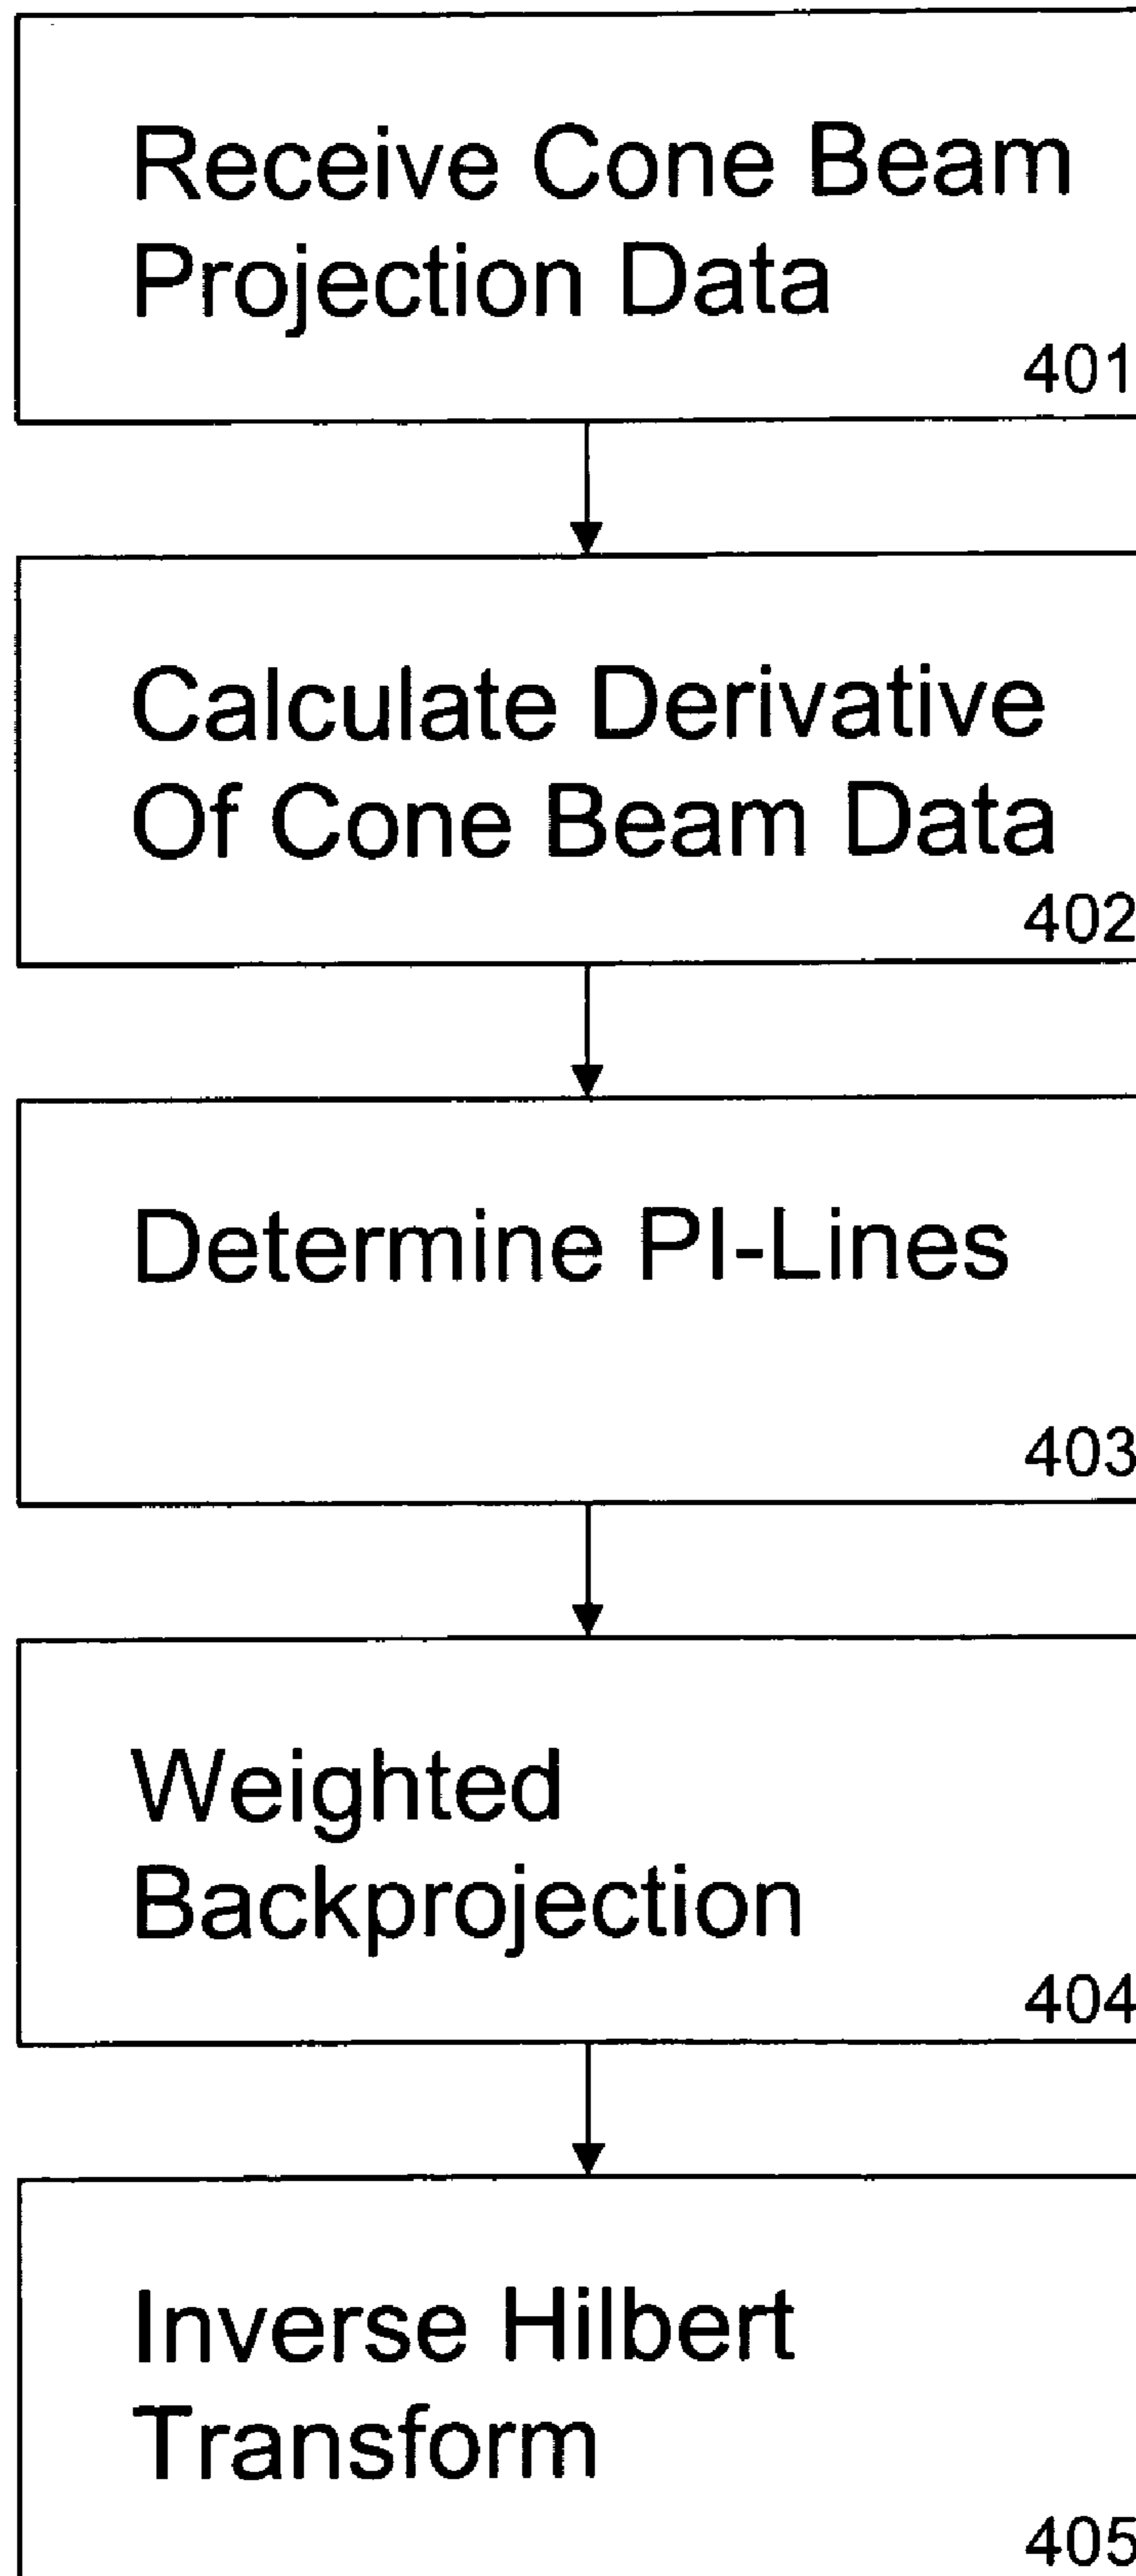 Receive Cone Beam
Projection Data
401
Calculate Derivative
Of Cone Beam Data
402
Determine PI-Lines
403
Weighted
Backprojection
404
Inverse Hilbert
Transform
405